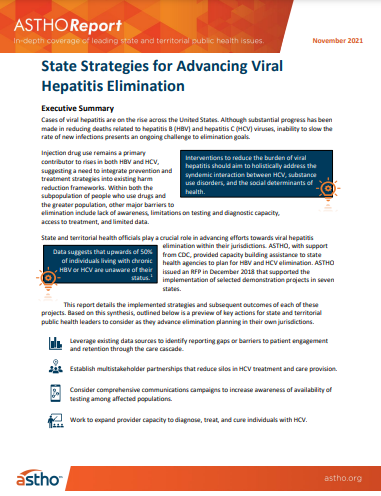 ASTHOReport
In-depth coverage of leading state and territorial public health issues.
November 2021
State Strategies for Advancing Viral
Hepatitis Elimination
Executive Summary
Cases of viral hepatitis are on the rise across the United States. Although substantial progress has been
made in reducing deaths related to hepatitis B (HBV) and hepatitis C (HCV) viruses, inability to slow the
rate of new infections presents an ongoing challenge to elimination goals.
Injection drug use remains a primary
contributor to rises in both HBV and HCV,
suggesting a need to integrate prevention and
treatment strategies into existing harm
reduction frameworks. Within both the
subpopulation of people who use drugs and
the greater population, other major barriers to
elimination include lack of awareness, limitations on testing and diagnostic capacity,
access to treatment, and limited data.
Interventions to reduce the burden of viral
hepatitis should aim to holistically address the
syndemic interaction between HCV, substance
use disorders, and the social determinants of
health.
State and territorial health officials play a crucial role in advancing efforts towards viral hepatitis
elimination within their jurisdictions. ASTHO, with support
from CDC, provided capacity building assistance to state
health agencies to plan for HBV and HCV elimination. ASTHO
issued an RFP in December 2018 that supported the
implementation of selected demonstration projects in seven
states.
Data suggests that upwards of 50%
of individuals living with chronic
HBV or HCV are unaware of their
status.¹
This report details the implemented strategies and subsequent outcomes of each of these
projects. Based on this synthesis, outlined below is a preview of key actions for state and territorial
public health leaders to consider as they advance elimination planning in their own jurisdictions.
Leverage existing data sources to identify reporting gaps or barriers to patient engagement
and retention through the care cascade.
Establish multistakeholder partnerships that reduce silos in HCV treatment and care provision.
Consider comprehensive communications campaigns to increase awareness of availability of
testing among affected populations.
Work to expand provider capacity to diagnose, treat, and cure individuals with HCV.
astho™
astho.org